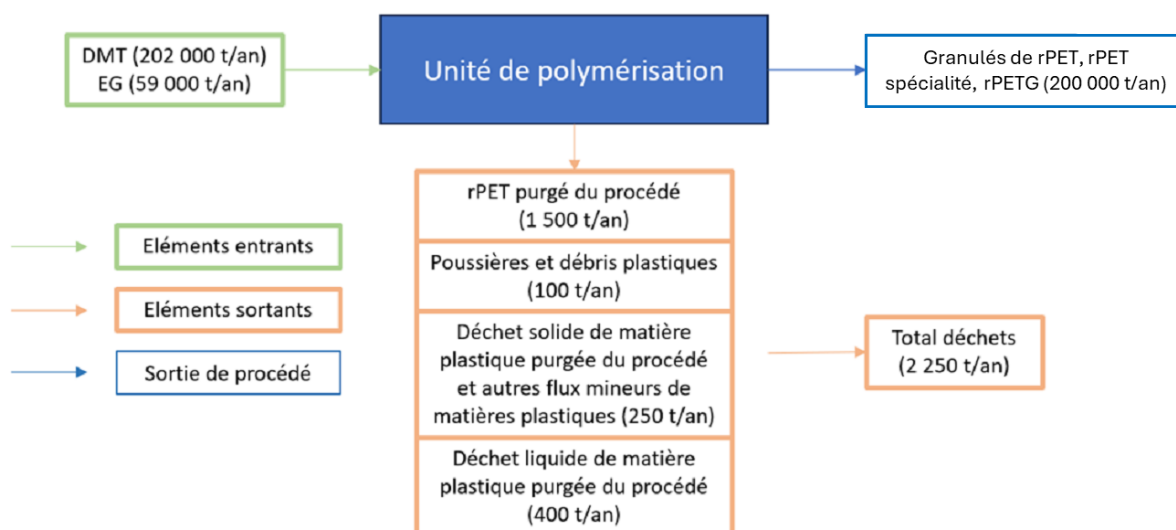 DMT (202 000 t/an)
EG (59 000 t/an)
Unité de polymérisation
Granulés de rPET, rPET
spécialité, rPETG (200 000 t/an)
rPET purgé du procédé
(1 500 t/an)
Poussières et débris plastiques
(100 t/an)
Déchet solide de matière
plastique purgée du procédé
et autres flux mineurs de
matières plastiques (250 t/an)
Déchet liquide de matière
plastique purgée du procédé
(400 t/an)
Total déchets
(2 250 t/an)
Eléments entrants
Eléments sortants
Sortie de procédé